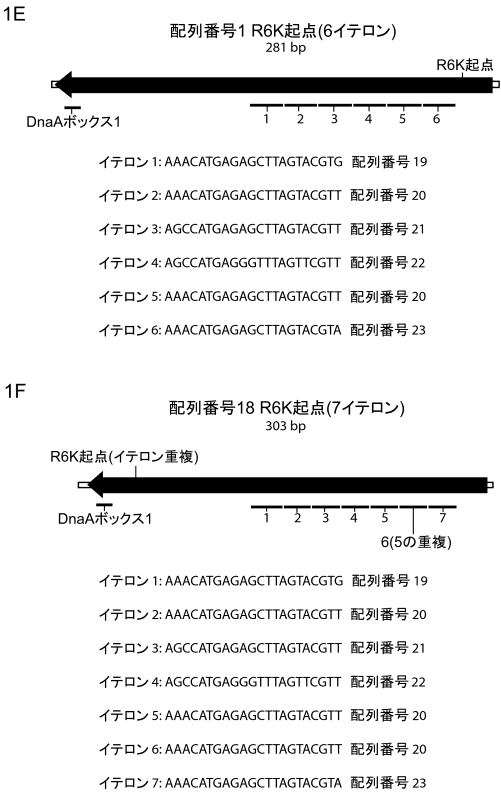 1E
配列番号1 R6K起点(6イテロン)
281 bp
R6K起点
DnaAボックス1
1 2 3 4 5 6
イテロン 1: AAACATGAGAGCTTAGTACGTG 配列番号 19
イテロン 2: AAACATGAGAGCTTAGTACGTT 配列番号 20
イテロン 3: AGCCATGAGAGCTTAGTACGTT 配列番号 21
イテロン 4: AGCCATGAGGGTTTAGTTCGTT 配列番号 22
イテロン 5: AAACATGAGAGCTTAGTACGTT 配列番号 20
イテロン 6: AAACATGAGAGCTTAGTACGTA 配列番号 23
1F
配列番号18 R6K起点(7イテロン)
303 bp
R6K起点(イテロン重複)
DnaAボックス1
1 2 3 4 5 7
6(5の重複)
イテロン 1: AAACATGAGAGCTTAGTACGTG 配列番号 19
イテロン 2: AAACATGAGAGCTTAGTACGTT 配列番号 20
イテロン 3: AGCCATGAGAGCTTAGTACGTT 配列番号 21
イテロン 4: AGCCATGAGGGTTTAGTTCGTT 配列番号 22
イテロン 5: AAACATGAGAGCTTAGTACGTT 配列番号 20
イテロン 6: AAACATGAGAGCTTAGTACGTT 配列番号 20
イテロン 7: AAACATGAGAGCTTAGTACGTA 配列番号 23